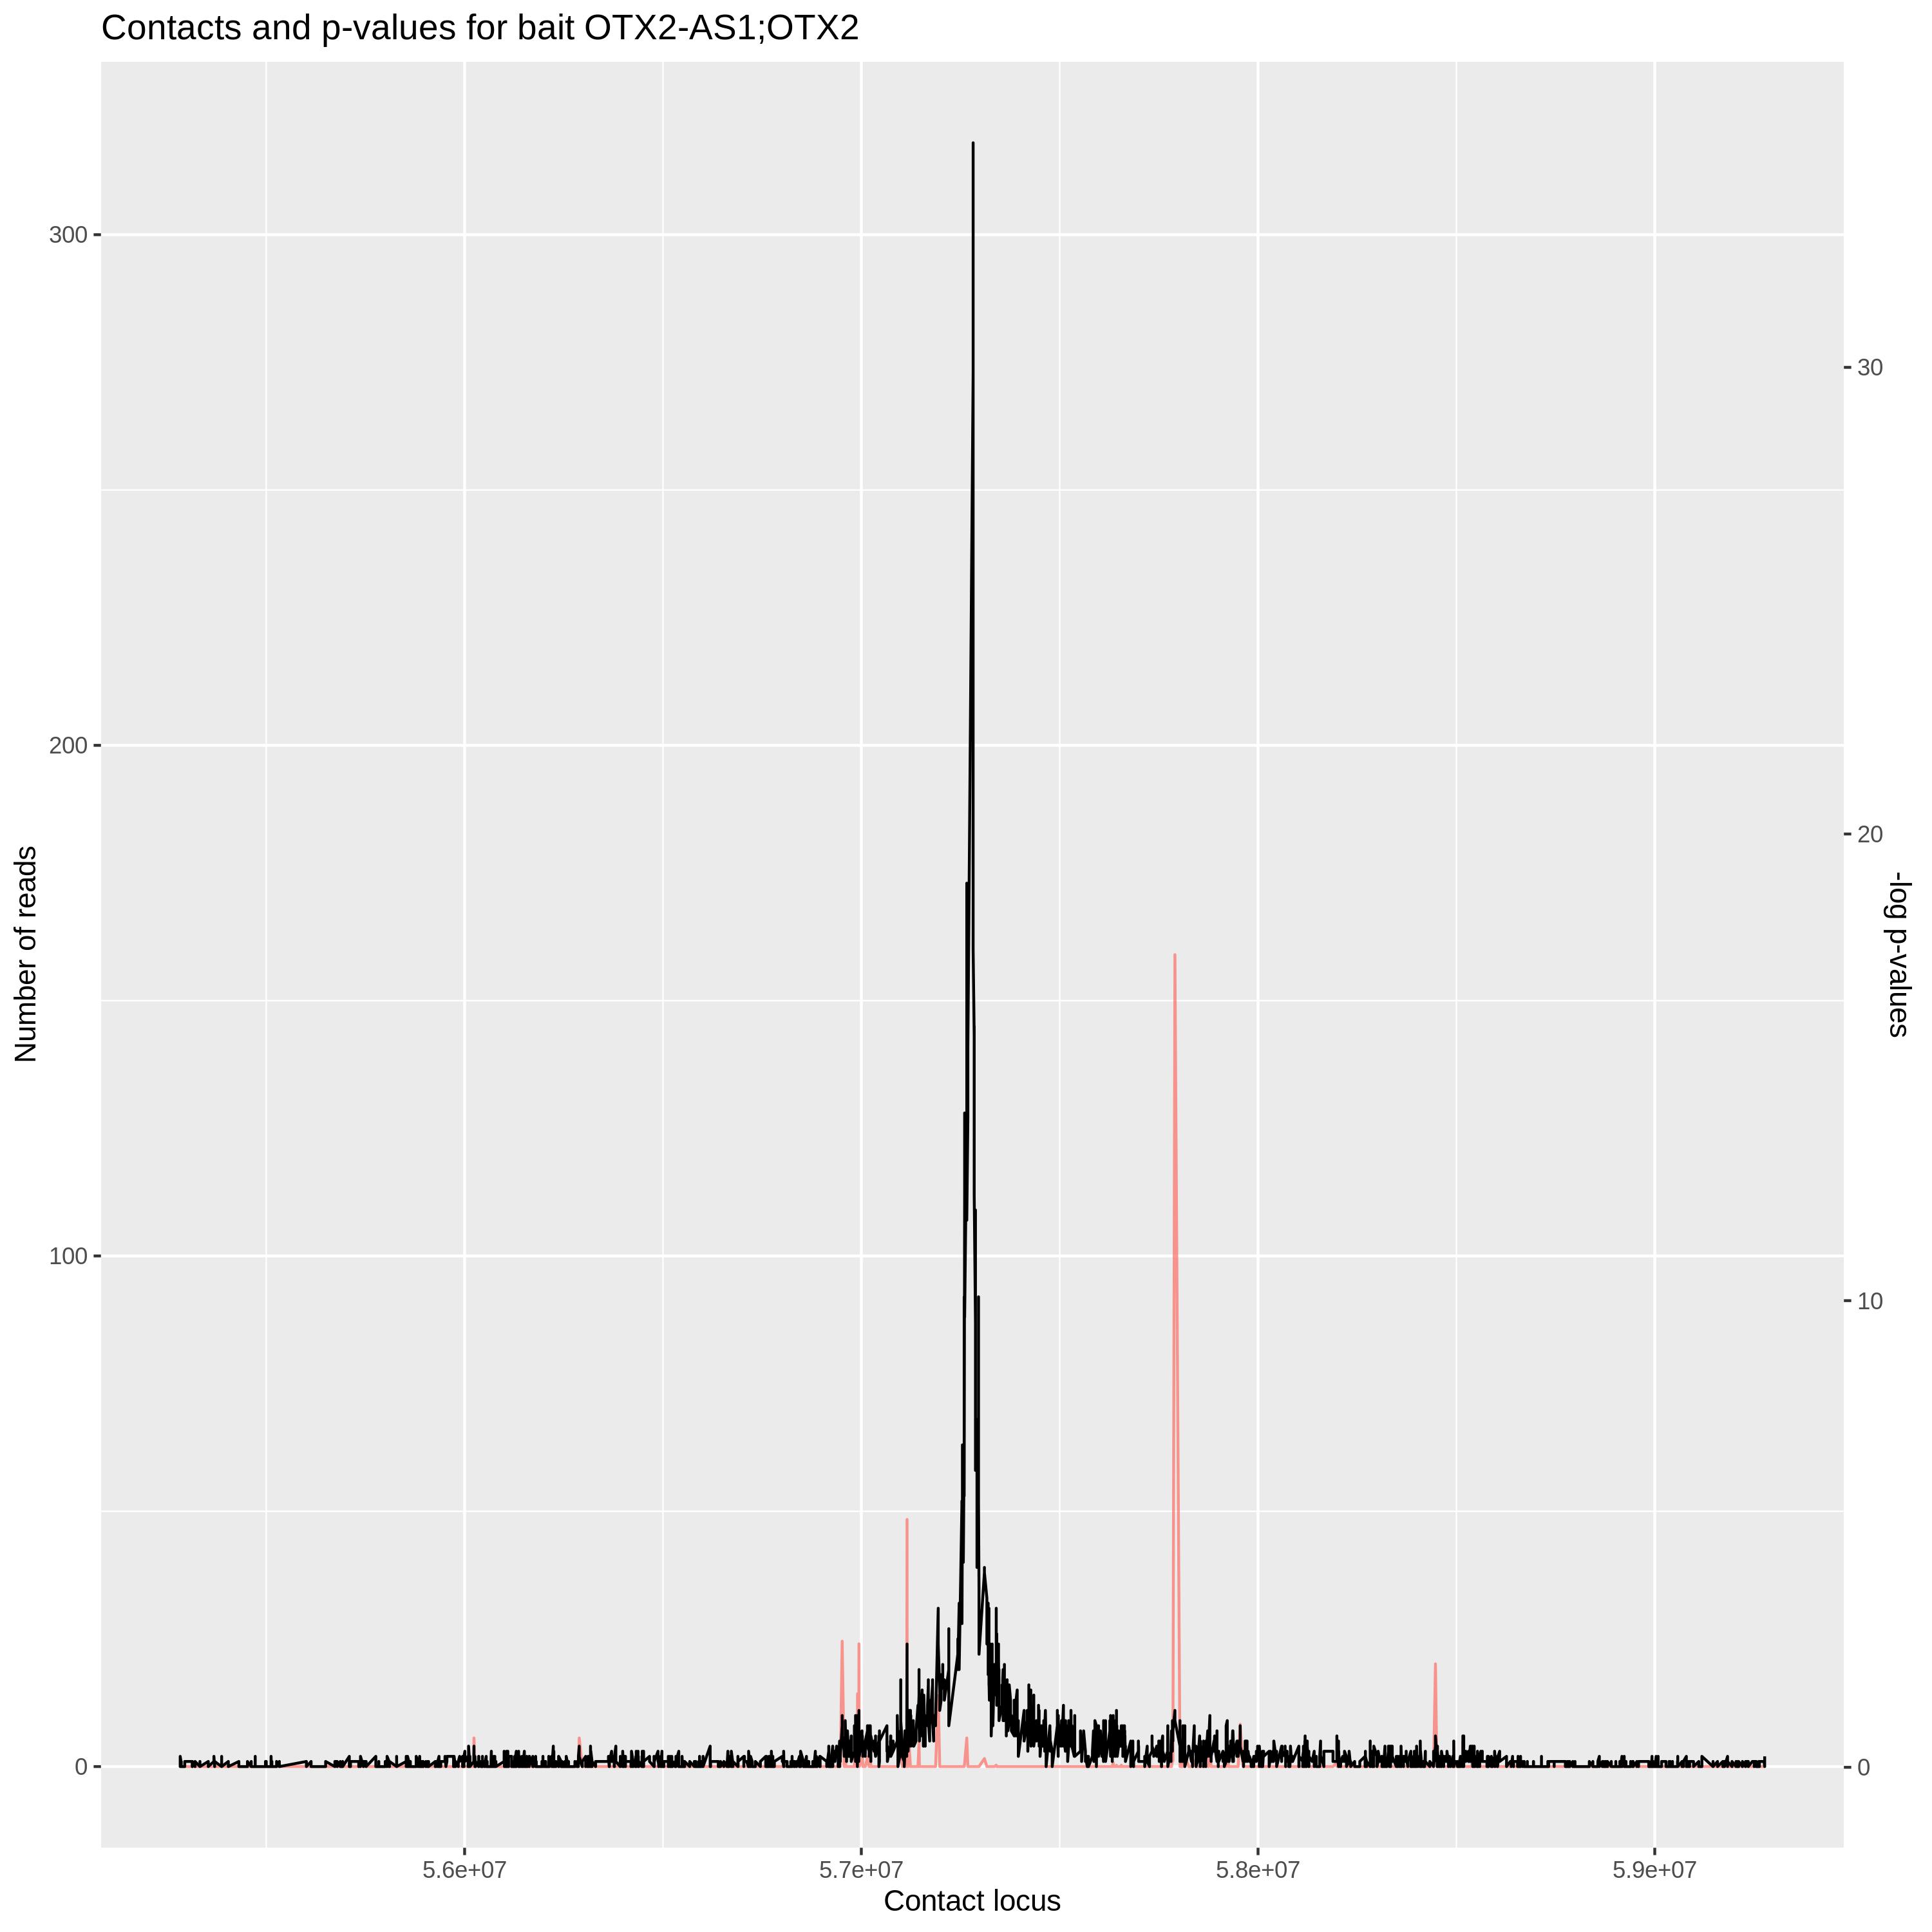 Contacts and p-values for bait OTX2-AS1;OTX2
300
200
100
0
Number of reads
30
20
10
0
-log p-values
5.6e+07
5.7e+07
5.8e+07
5.9e+07
Contact locus